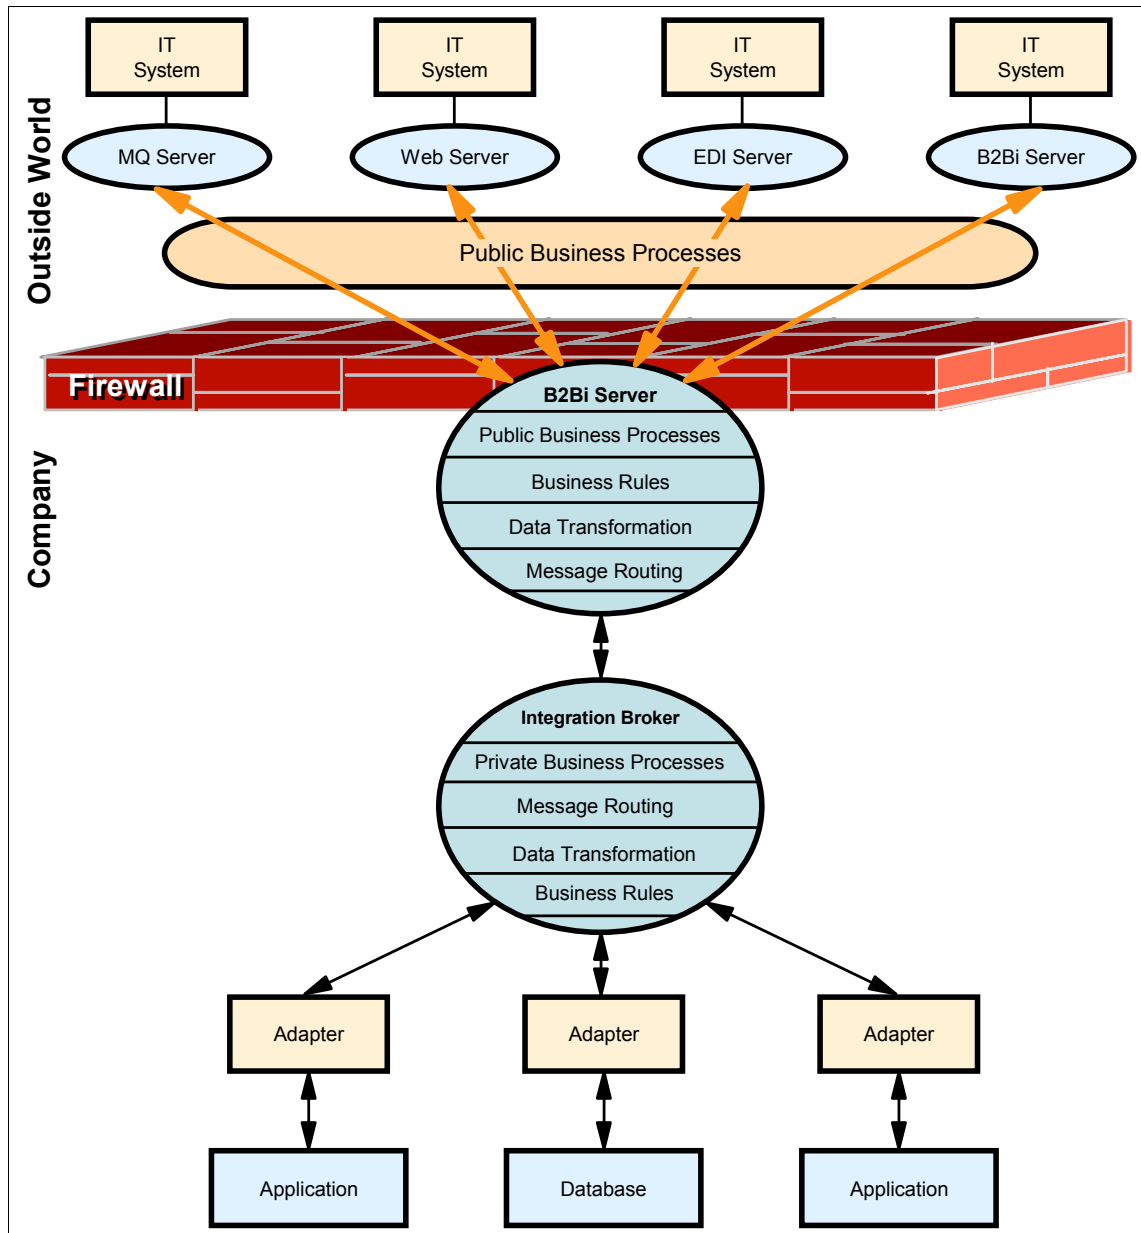 IT
System
IT
System
IT
System
IT
System
Outside World
MQ Server
Web Server
EDI Server
B2Bi Server
Public Business Processes
Firewall
Company
B2Bi Server
Public Business Processes
Business Rules
Data Transformation
Message Routing
Integration Broker
Private Business Processes
Message Routing
Data Transformation
Business Rules
Adapter
Adapter
Adapter
Application
Database
Application